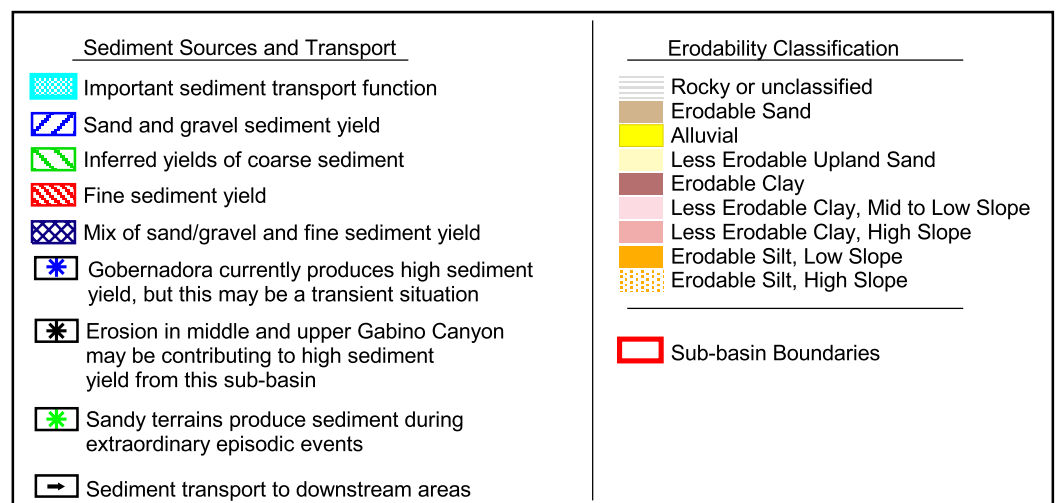 Sediment Sources and Transport
Important sediment transport function
Sand and gravel sediment yield
Inferred yields of coarse sediment
Fine sediment yield
Mix of sand/gravel and fine sediment yield
Gobernadora currently produces high sediment
yield, but this may be a transient situation
Erosion in middle and upper Gabino Canyon
may be contributing to high sediment
yield from this sub-basin
Sandy terrains produce sediment during
extraordinary episodic events
Sediment transport to downstream areas
Erodability Classification
Rocky or unclassified
Erodable Sand
Alluvial
Less Erodable Upland Sand
Erodable Clay
Less Erodable Clay, Mid to Low Slope
Less Erodable Clay, High Slope
Erodable Silt, Low Slope
Erodable Silt, High Slope
Sub-basin Boundaries